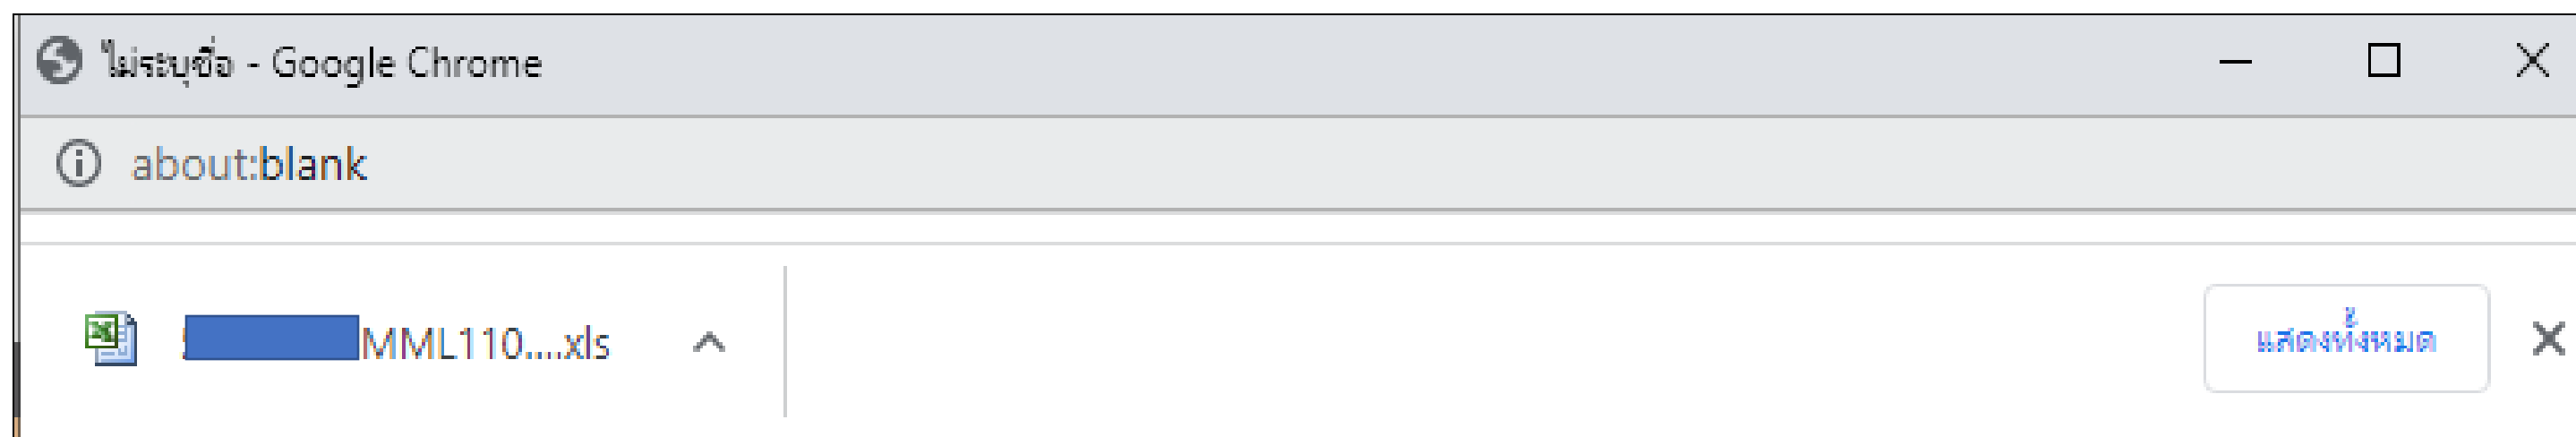 ไม่ระบุชื่อ - Google Chrome
about:blank
MML110....xls
แสดงทั้งหมด